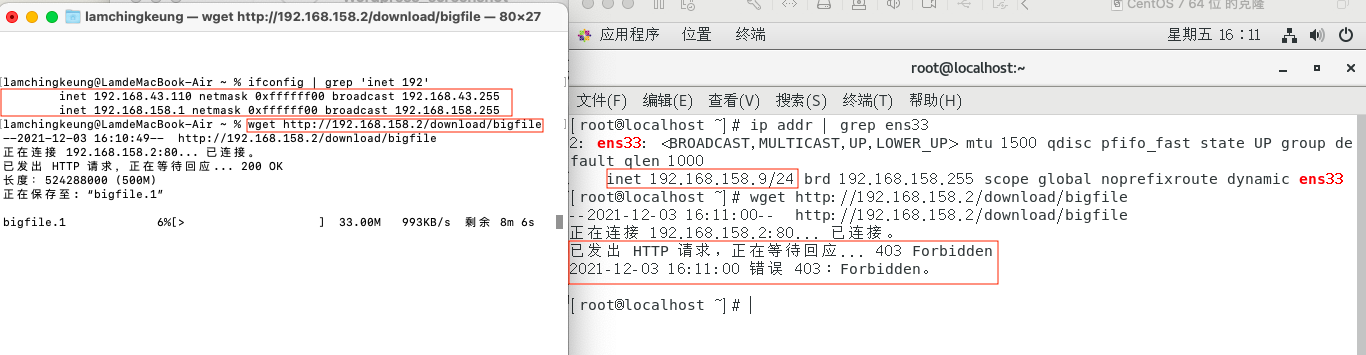 lamchingkeung — wget http://192.168.158.2/download/bigfile — 80×27
[lamchingkeung@LamdeMacBook-Air ~ % ifconfig | grep 'inet 192' ]
inet 192.168.43.110 netmask 0xffffff00 broadcast 192.168.43.255
inet 192.168.158.1 netmask 0xffffff00 broadcast 192.168.158.255
[lamchingkeung@LamdeMacBook-Air ~ % wget http://192.168.158.2/download/bigfile ]
--2021-12-03 16:10:49-- http://192.168.158.2/download/bigfile
正在连接 192.168.158.2:80... 已连接。
已发出 HTTP 请求，正在等待回应... 200 OK
长度：524288000 (500M)
正在保存至: “bigfile.1”
bigfile.1 6%[> ] 33.00M 993KB/s 剩余 8m 6s
CentOS 7 64 位 的克隆
应用程序 位置 终端 星期五 16：11
root@localhost:~
文件(F) 编辑(E) 查看(V) 搜索(S) 终端(T) 帮助(H)
[root@localhost ~]# ip addr | grep ens33
2: ens33: <BROADCAST,MULTICAST,UP,LOWER_UP> mtu 1500 qdisc pfifo_fast state UP group de
fault qlen 1000
inet 192.168.158.9/24 brd 192.168.158.255 scope global noprefixroute dynamic ens33
[root@localhost ~]# wget http://192.168.158.2/download/bigfile
--2021-12-03 16:11:00-- http://192.168.158.2/download/bigfile
正在连接 192.168.158.2:80... 已连接。
已发出 HTTP 请求，正在等待回应... 403 Forbidden
2021-12-03 16:11:00 错误 403：Forbidden。
[root@localhost ~]#